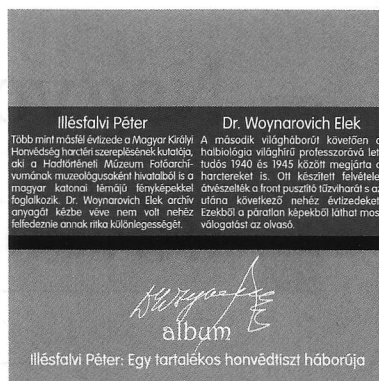 Illésfalvi Péter
Több mint másfél évtizede a Magyar Királyi
Honvédség harctéri szereplésének kutatója,
aki a Hadtörténeti Múzeum Fotóarchí-
vumának muzeológusaként hivatalból is a
magyar katonai témájú fényképekkel
foglalkozik. Dr. Woynarovich Elek archív
anyagát kézbe véve nem volt nehéz
felfedeznie annak ritka különlegességét.
Dr. Woynarovich Elek
A második világháborút követően a
halbiológia világhírű professzorává lett
tudós 1940 és 1945 között megjárta a
harctereket is. Ott készített felvételei
átvészelték a front pusztító tűzviharát s az
utána következő nehéz évtizedeket.
Ezekből a páratlan képekből láthat most
válogatást az olvasó.
album
Illésfalvi Péter: Egy tartalékos honvédtiszt háborúja